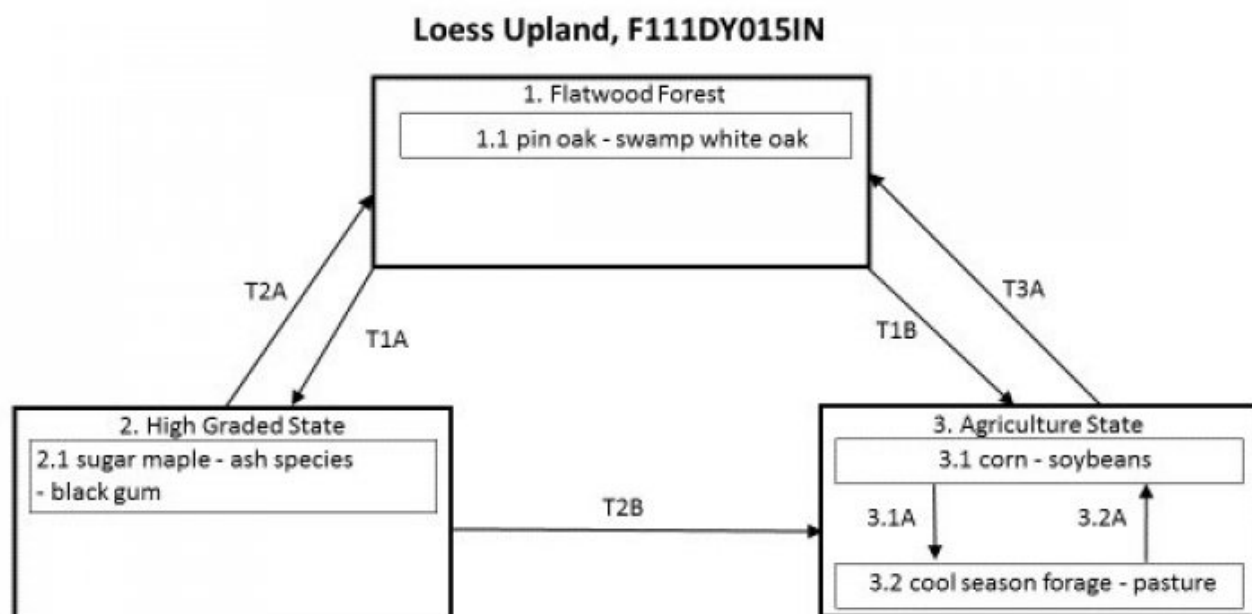 Loess Upland, F111DY015IN
1. Flatwood Forest
1.1 pin oak - swamp white oak
T2A
T1A
T1B
T3A
2. High Graded State
2.1 sugar maple - ash species
- black gum
T2B
3. Agriculture State
3.1 corn - soybeans
3.1A
3.2A
3.2 cool season forage - pasture